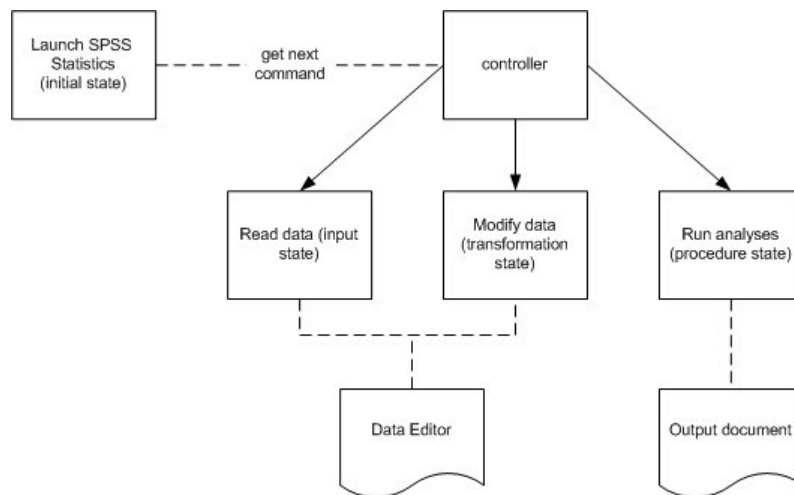 Launch SPSS
Statistics
(initial state)
get next
command
controller
Read data (input
state)
Modify data
(transformation
state)
Run analyses
(procedure state)
Data Editor
Output document